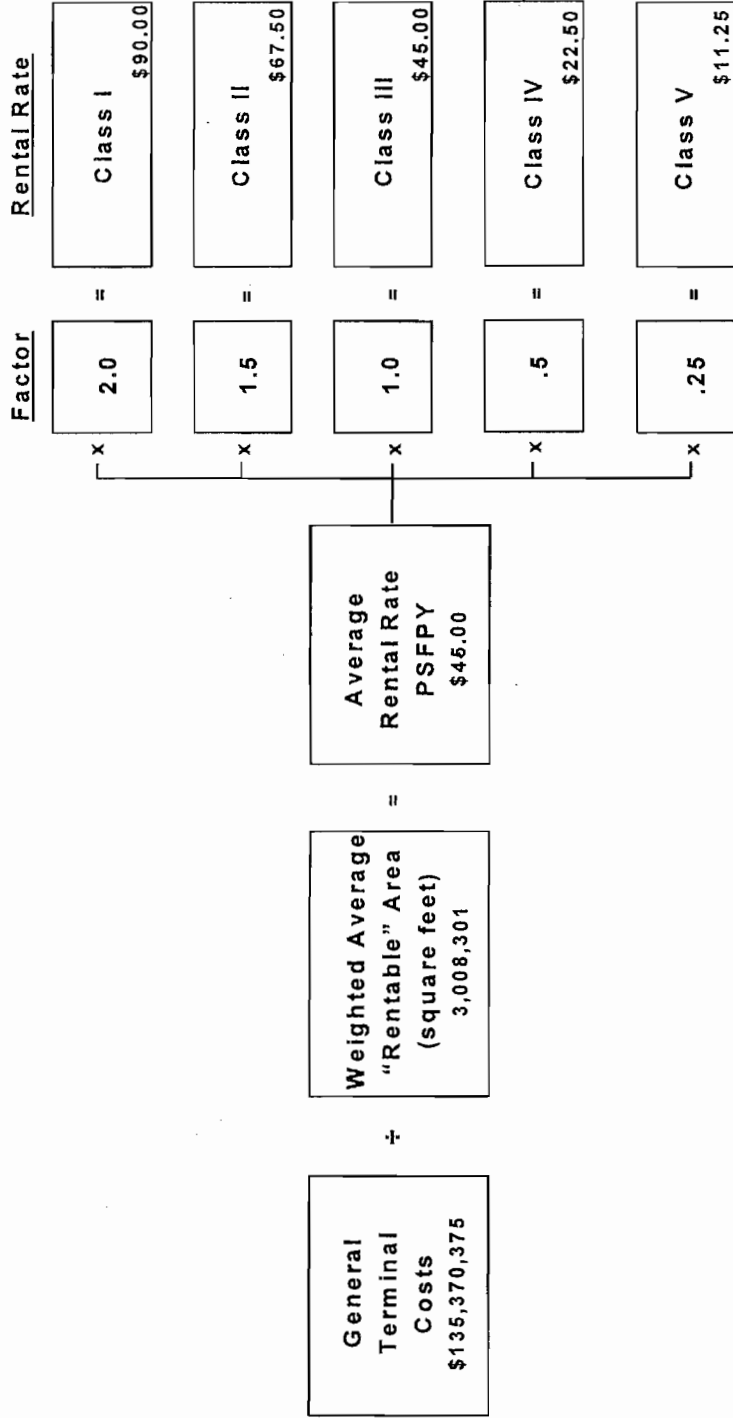 General
Terminal
Costs
$135,370,375
÷
Weighted Average
“Rentable” Area
(square feet)
3,008,301
=
Average
Rental Rate
PSFPY
$45.00
Factor
Rental Rate
x 2.0 = Class I
$90.00
x 1.5 = Class II
$67.50
x 1.0 = Class III
$45.00
x .5 = Class IV
$22.50
x .25 = Class V
$11.25